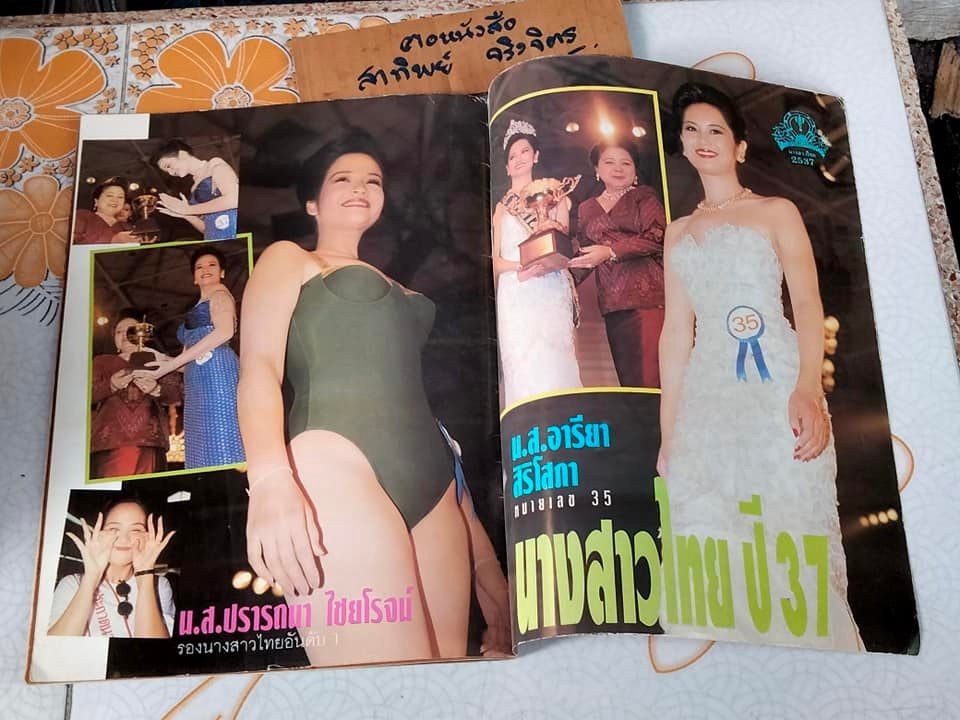 ตอหนังสือ
สาทิพย์ จริงจิตร
น.ส.ปรารถนา ไชยโรจน์
รองนางสาวไทยอันดับ 1
นางสาวไทย
2537
35
น.ส.อารียา
สิริโสภา
หมายเลข 35
นางสาวไทย ปี 37